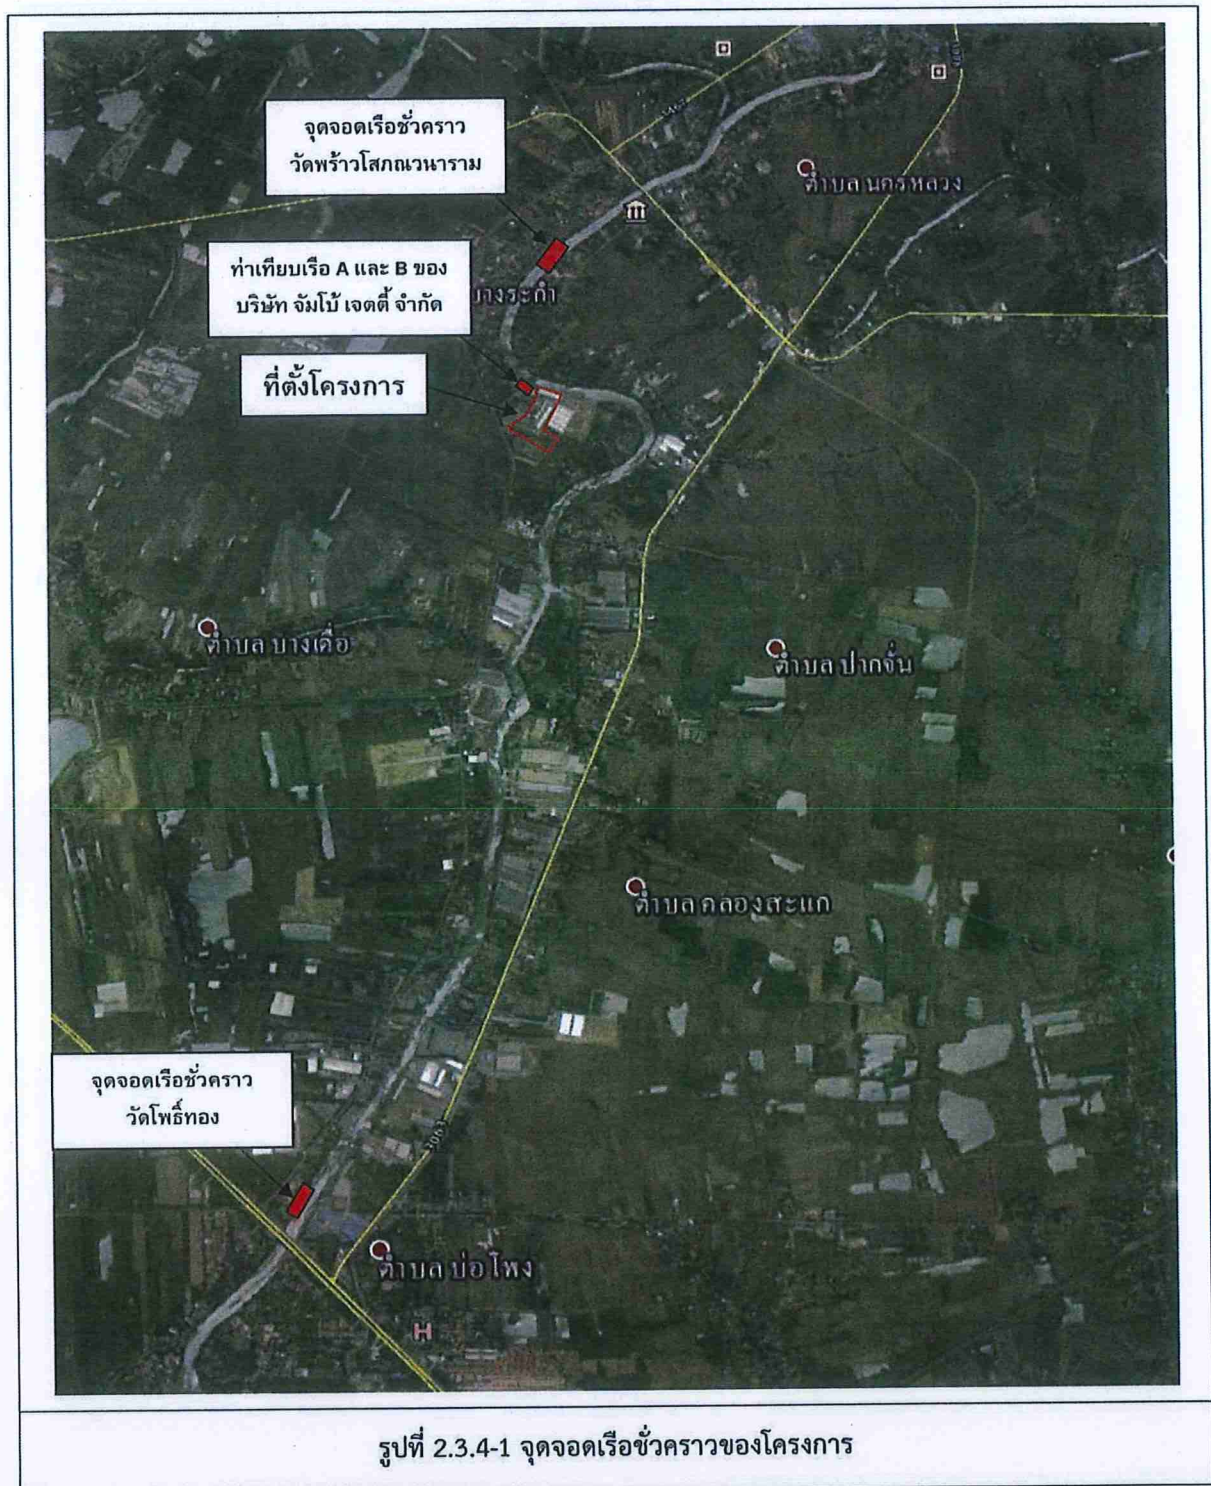 จุดจอดเรือชั่วคราว
วัดพร้าวโสภณวนาราม
ตำบล นครหลวง
ท่าเทียบเรือ A และ B ของ
บริษัท จัมโบ้ เจตตี้ จำกัด
บางระกำ
ที่ตั้งโครงการ
ตำบล บางเดื่อ
ตำบล ปากจั่น
ตำบล คลองสะแก
จุดจอดเรือชั่วคราว
วัดโพธิ์ทอง
3063
ตำบล บ่อโพง
H
รูปที่ 2.3.4-1 จุดจอดเรือชั่วคราวของโครงการ